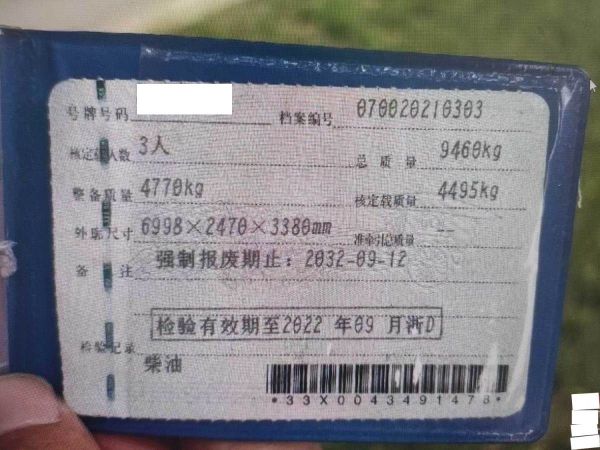 号牌号码 档案编号 070020210303
核定载人数 3人 总质量 9460kg
整备质量 4770kg 核定载质量 4495kg
外廓尺寸 6998×2470×3380mm 准牵引总质量 --
备注 强制报废期止：2032-09-12
检验有效期至2022 年09 月浙D
检验记录
柴油
*33X0043491478*